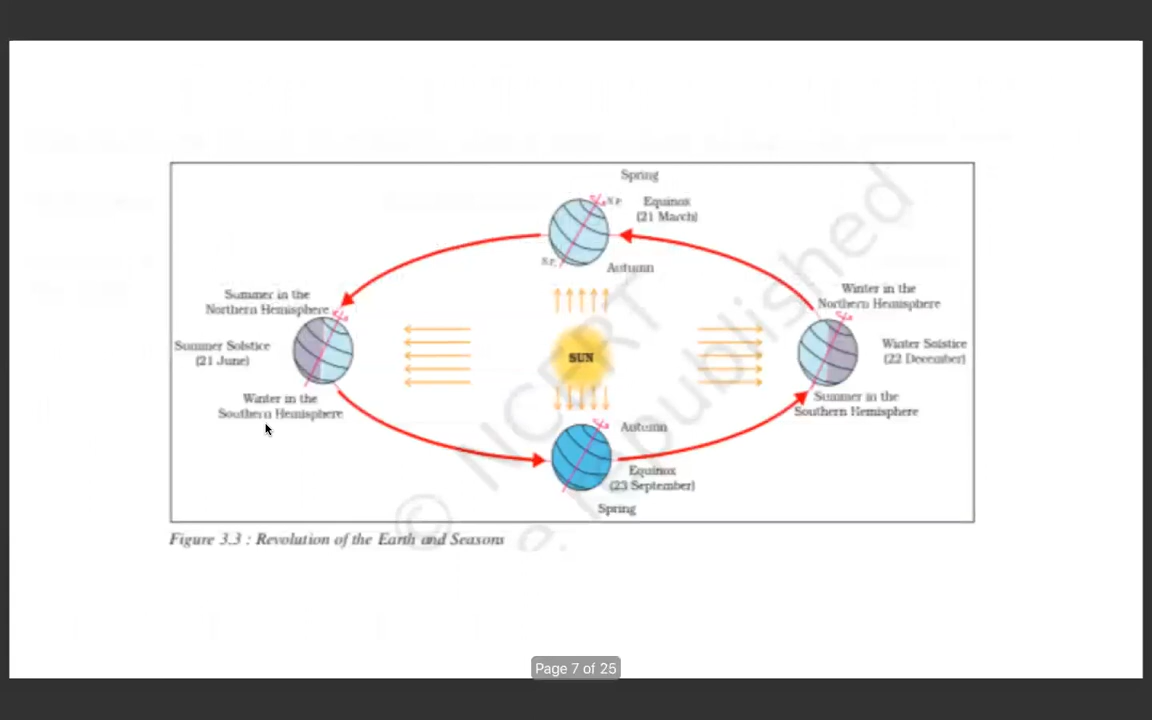 Spring
N.P.
Equinox
(21 March)
S.P.
Autumn
Summer in the
Northern Hemisphere
Winter in the
Northern Hemisphere
Summer Solstice
(21 June)
SUN
Winter Solstice
(22 December)
Winter in the
Southern Hemisphere
Summer in the
Southern Hemisphere
Autumn
Equinox
(23 September)
Spring
© NCERT
republished
Figure 3.3 : Revolution of the Earth and Seasons
Page 7 of 25